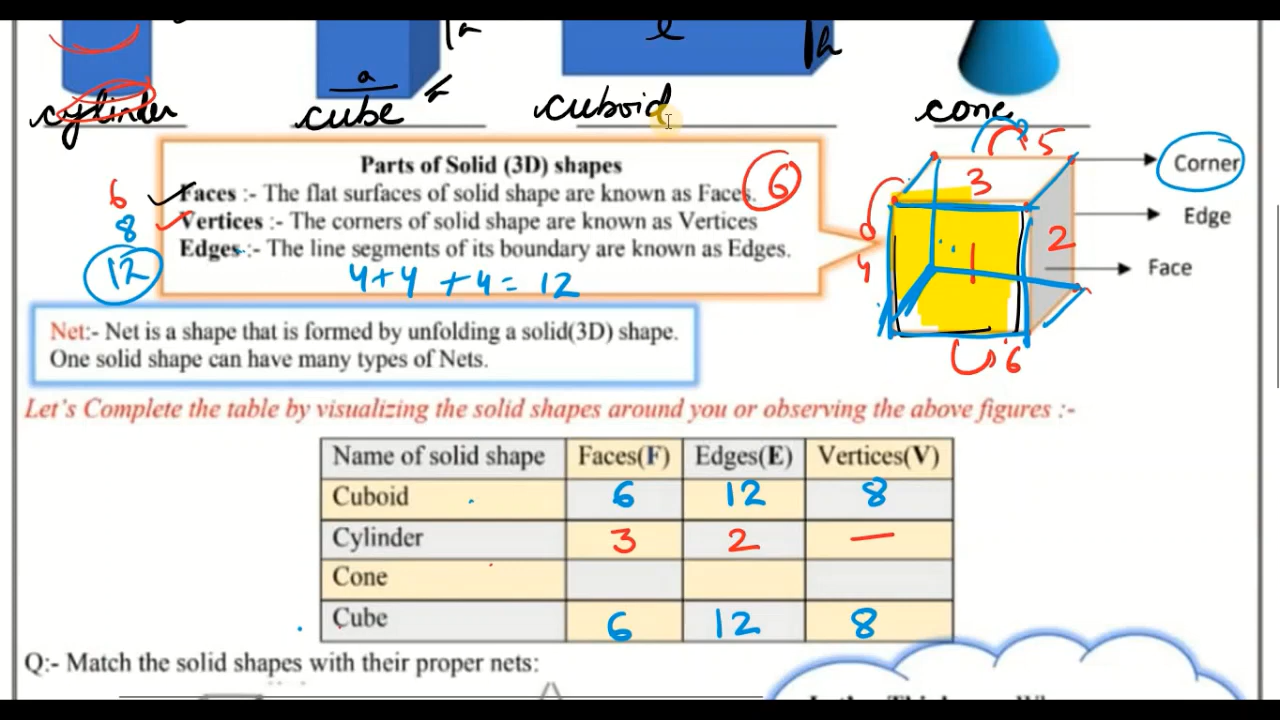 a h l h
a h
cylinder cube cuboid cone
Parts of Solid (3D) shapes
Faces :- The flat surfaces of solid shape are known as Faces. 6
Vertices :- The corners of solid shape are known as Vertices
Edges :- The line segments of its boundary are known as Edges.
4+4 +4= 12
6
8
12
5
3
2
1
4
6
Corner
Edge
Face
Net:- Net is a shape that is formed by unfolding a solid(3D) shape.
One solid shape can have many types of Nets.
Let's Complete the table by visualizing the solid shapes around you or observing the above figures :-
Name of solid shape Faces(F) Edges(E) Vertices(V)
Cuboid 6 12 8
Cylinder 3 2 —
Cone
Cube 6 12 8
Q:- Match the solid shapes with their proper nets: